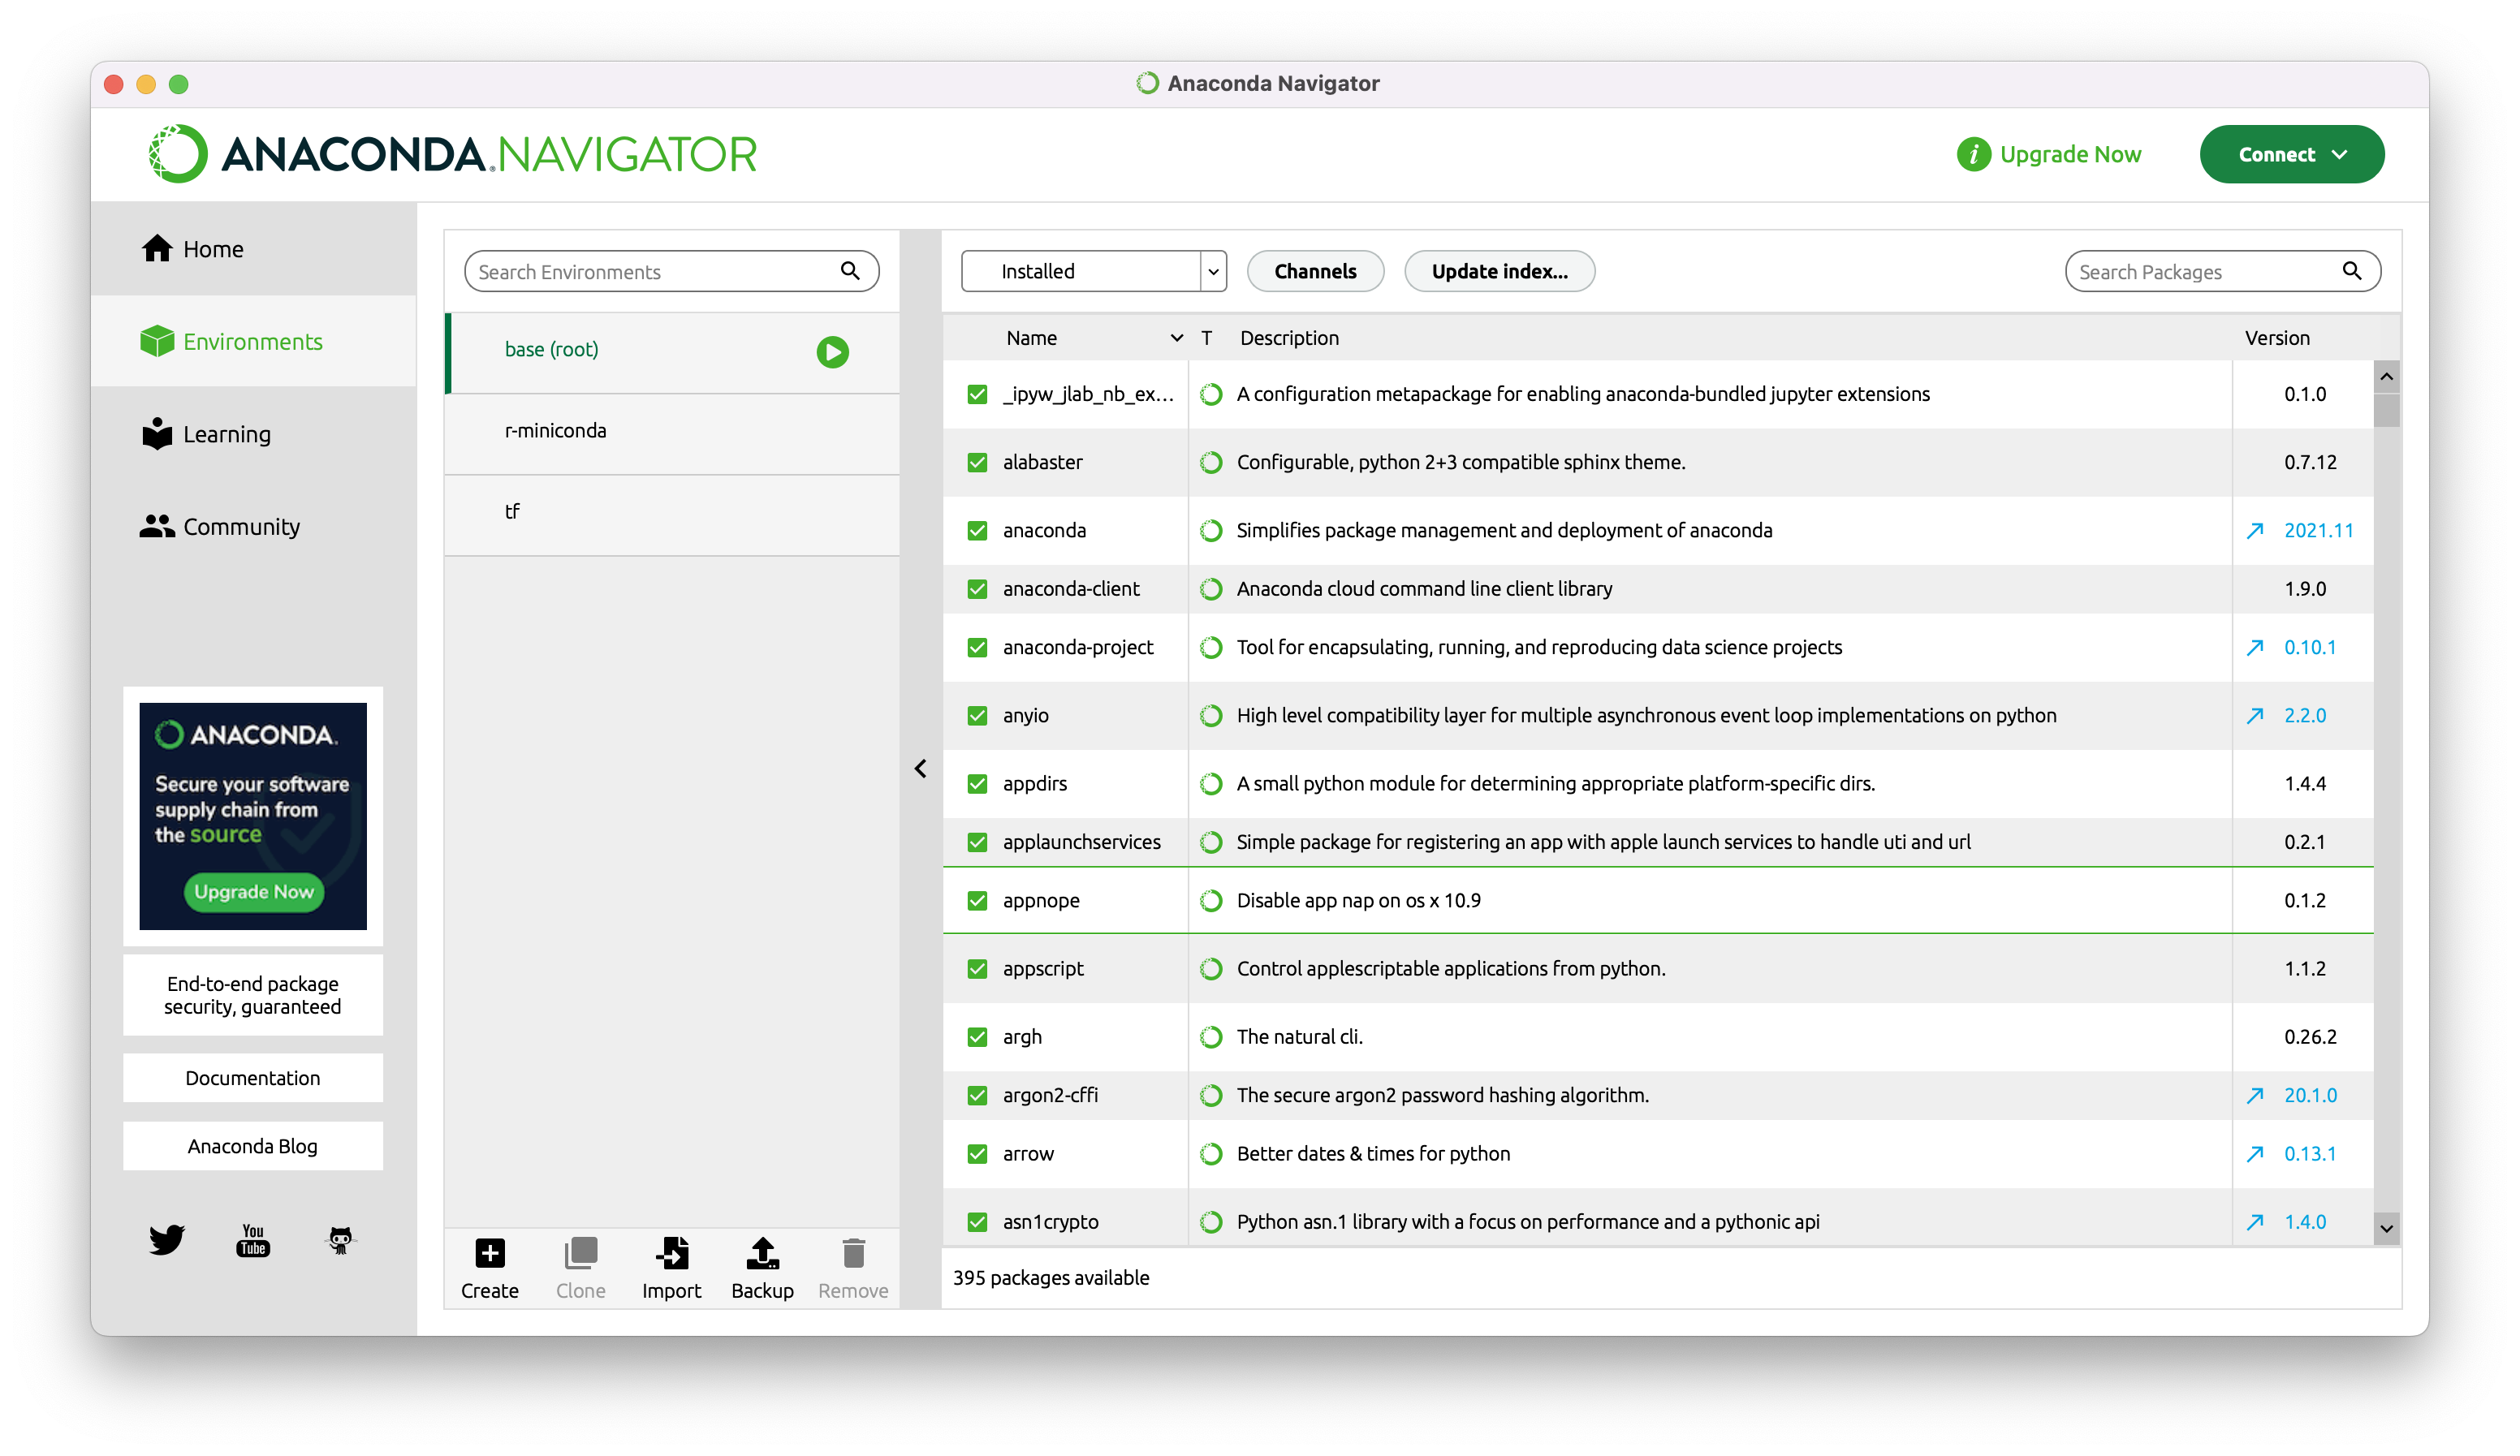 Anaconda Navigator
ANACONDA.NAVIGATOR
Upgrade Now
Connect
Home
Environments
Learning
Community
ANACONDA.
Secure your software
supply chain from
the source
Upgrade Now
End-to-end package
security, guaranteed
Documentation
Anaconda Blog
You
Tube
Search Environments
base (root)
r-miniconda
tf
Create
Clone
Import
Backup
Remove
Installed
Channels
Update index...
Search Packages
Name T Description Version
_ipyw_jlab_nb_ex... A configuration metapackage for enabling anaconda-bundled jupyter extensions 0.1.0
alabaster Configurable, python 2+3 compatible sphinx theme. 0.7.12
anaconda Simplifies package management and deployment of anaconda 2021.11
anaconda-client Anaconda cloud command line client library 1.9.0
anaconda-project Tool for encapsulating, running, and reproducing data science projects 0.10.1
anyio High level compatibility layer for multiple asynchronous event loop implementations on python 2.2.0
appdirs A small python module for determining appropriate platform-specific dirs. 1.4.4
applaunchservices Simple package for registering an app with apple launch services to handle uti and url 0.2.1
appnope Disable app nap on os x 10.9 0.1.2
appscript Control applescriptable applications from python. 1.1.2
argh The natural cli. 0.26.2
argon2-cffi The secure argon2 password hashing algorithm. 20.1.0
arrow Better dates & times for python 0.13.1
asn1crypto Python asn.1 library with a focus on performance and a pythonic api 1.4.0
395 packages available